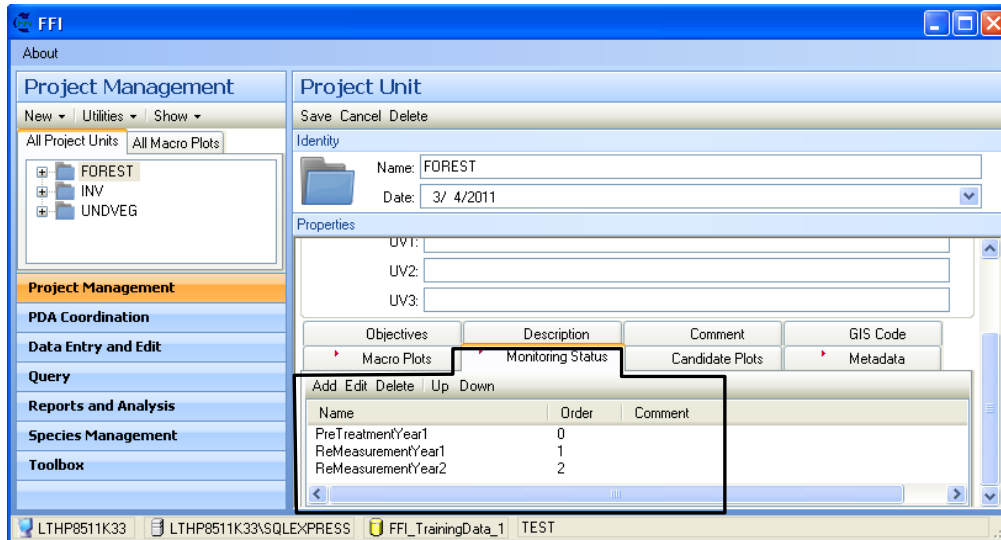 FFI
About
Project Management
New Utilities Show
All Project Units All Macro Plots
FOREST
INV
UNDVEG
Project Management
PDA Coordination
Data Entry and Edit
Query
Reports and Analysis
Species Management
Toolbox
Project Unit
Save Cancel Delete
Identity
Name: FOREST
Date: 3/ 4/2011
Properties
UV1:
UV2:
UV3:
Objectives Description Comment GIS Code
Macro Plots Monitoring Status Candidate Plots Metadata
Add Edit Delete Up Down
Name Order Comment
PreTreatmentYear1 0
ReMeasurementYear1 1
ReMeasurementYear2 2
LTHP8511K33 LTHP8511K33\SQLEXPRESS FFI_TrainingData_1 TEST